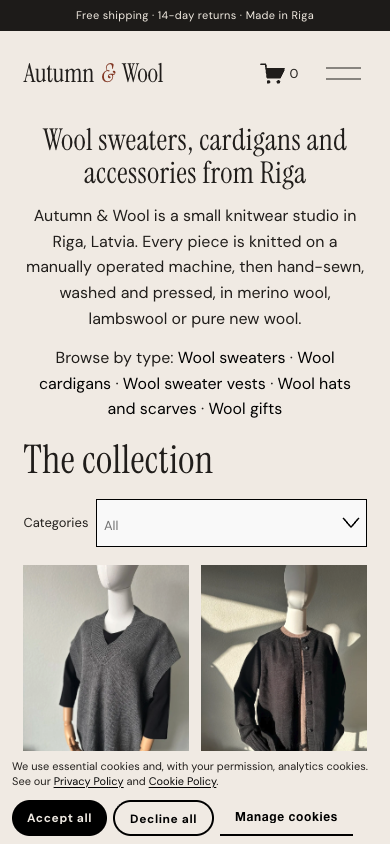 Free shipping · 14-day returns · Made in Riga
Autumn & Wool
0
Wool sweaters, cardigans and
accessories from Riga
Autumn & Wool is a small knitwear studio in
Riga, Latvia. Every piece is knitted on a
manually operated machine, then hand-sewn,
washed and pressed, in merino wool,
lambswool or pure new wool.
Browse by type: Wool sweaters · Wool
cardigans · Wool sweater vests · Wool hats
and scarves · Wool gifts
The collection
Categories
All
We use essential cookies and, with your permission, analytics cookies.
See our Privacy Policy and Cookie Policy.
Accept all
Decline all
Manage cookies